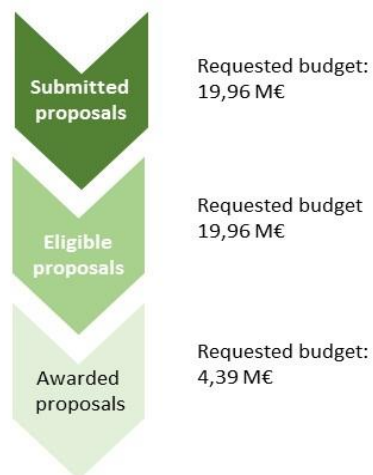 Submitted
proposals
Requested budget:
19,96 M€
Eligible
proposals
Requested budget
19,96 M€
Awarded
proposals
Requested budget:
4,39 M€